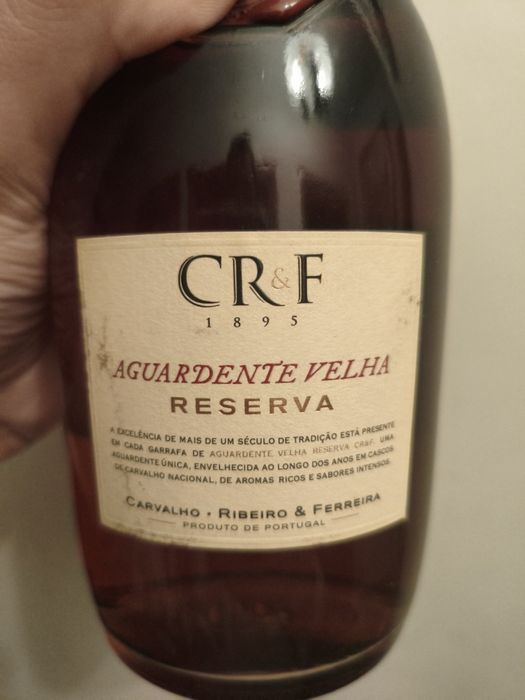 CR&F
1895
AGUARDENTE VELHA
RESERVA
A EXCELÊNCIA DE MAIS DE UM SÉCULO DE TRADIÇÃO ESTÁ PRESENTE
EM CADA GARRAFA DE AGUARDENTE VELHA RESERVA CR&F. UMA
AGUARDENTE ÚNICA, ENVELHECIDA AO LONGO DOS ANOS EM CASCOS
DE CARVALHO NACIONAL, DE AROMAS RICOS E SABORES INTENSOS.
CARVALHO • RIBEIRO & FERREIRA
PRODUTO DE PORTUGAL